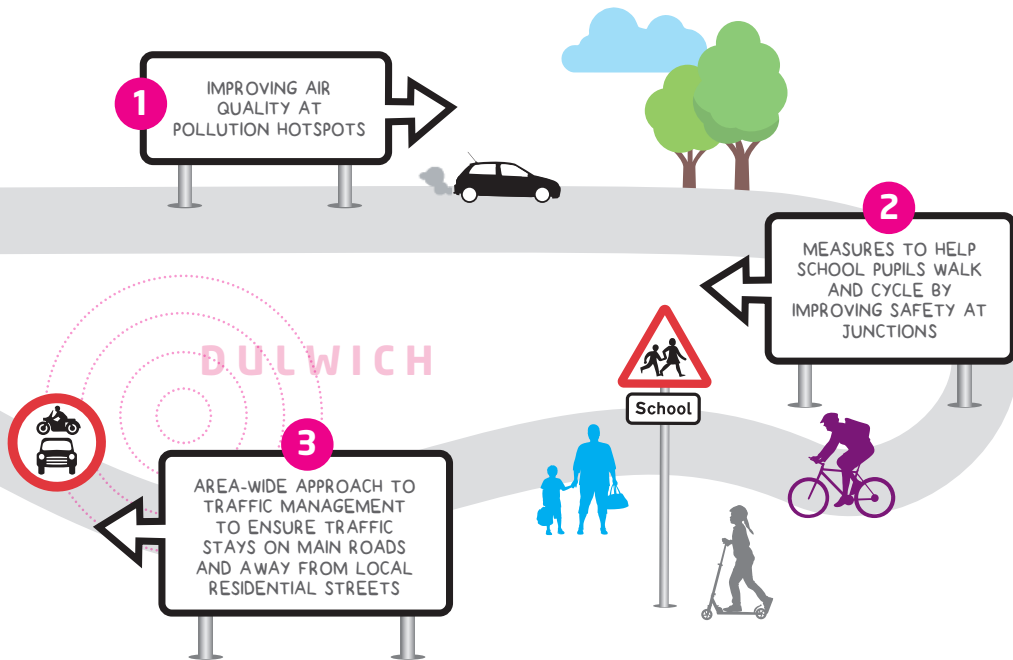 1
IMPROVING AIR
QUALITY AT
POLLUTION HOTSPOTS
2
MEASURES TO HELP
SCHOOL PUPILS WALK
AND CYCLE BY
IMPROVING SAFETY AT
JUNCTIONS
DULWICH
School
3
AREA-WIDE APPROACH TO
TRAFFIC MANAGEMENT
TO ENSURE TRAFFIC
STAYS ON MAIN ROADS
AND AWAY FROM LOCAL
RESIDENTIAL STREETS